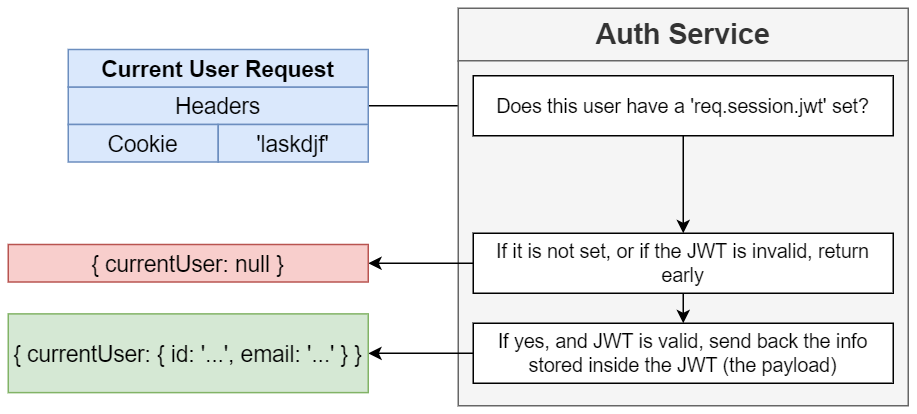 Auth Service
Current User Request
Headers
Cookie
'laskdjf'
Does this user have a 'req.session.jwt' set?
If it is not set, or if the JWT is invalid, return
early
{ currentUser: null }
If yes, and JWT is valid, send back the info
stored inside the JWT (the payload)
{ currentUser: { id: '...', email: '...' } }